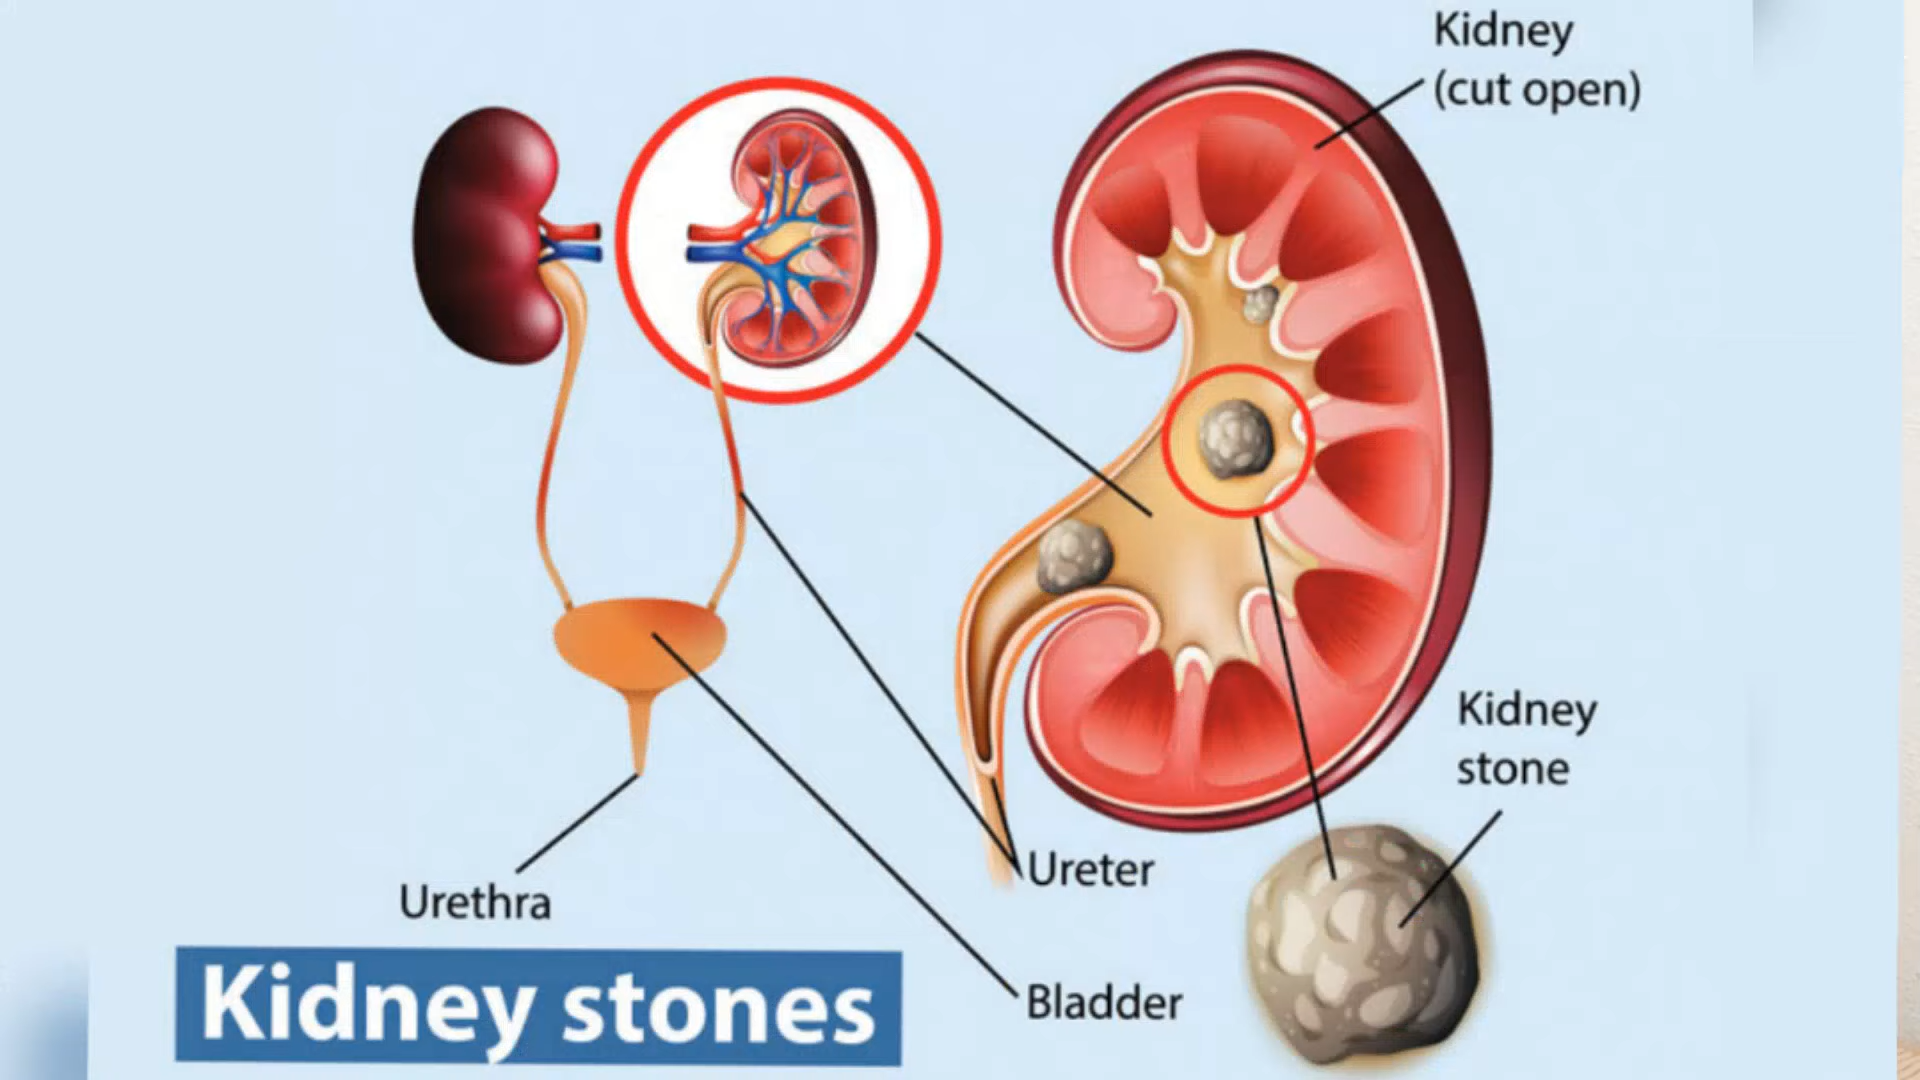 Kidney
(cut open)
Kidney
stone
Ureter
Urethra
Bladder
Kidney stones